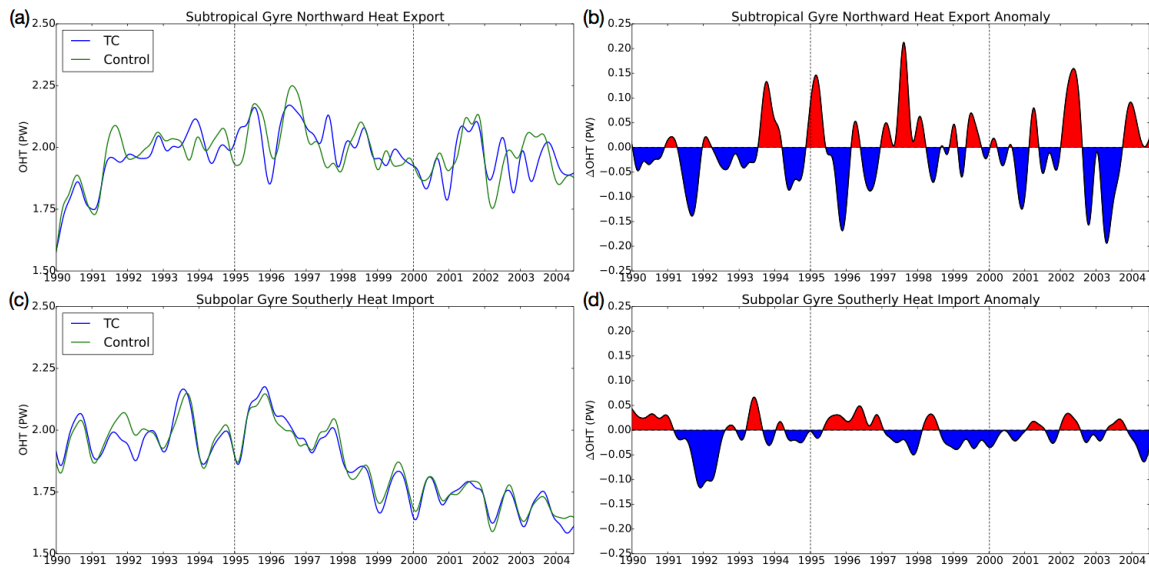 (a)
Subtropical Gyre Northward Heat Export
2.50
2.25
2.00
1.75
1.50
OHT (PW)
TC
Control
1990 1991 1992 1993 1994 1995 1996 1997 1998 1999 2000 2001 2002 2003 2004
(b)
Subtropical Gyre Northward Heat Export Anomaly
0.25
0.20
0.15
0.10
0.05
0.00
−0.05
−0.10
−0.15
−0.20
−0.25
ΔOHT (PW)
1990 1991 1992 1993 1994 1995 1996 1997 1998 1999 2000 2001 2002 2003 2004
(c)
Subpolar Gyre Southerly Heat Import
2.50
2.25
2.00
1.75
1.50
OHT (PW)
TC
Control
1990 1991 1992 1993 1994 1995 1996 1997 1998 1999 2000 2001 2002 2003 2004
(d)
Subpolar Gyre Southerly Heat Import Anomaly
0.25
0.20
0.15
0.10
0.05
0.00
−0.05
−0.10
−0.15
−0.20
−0.25
ΔOHT (PW)
1990 1991 1992 1993 1994 1995 1996 1997 1998 1999 2000 2001 2002 2003 2004